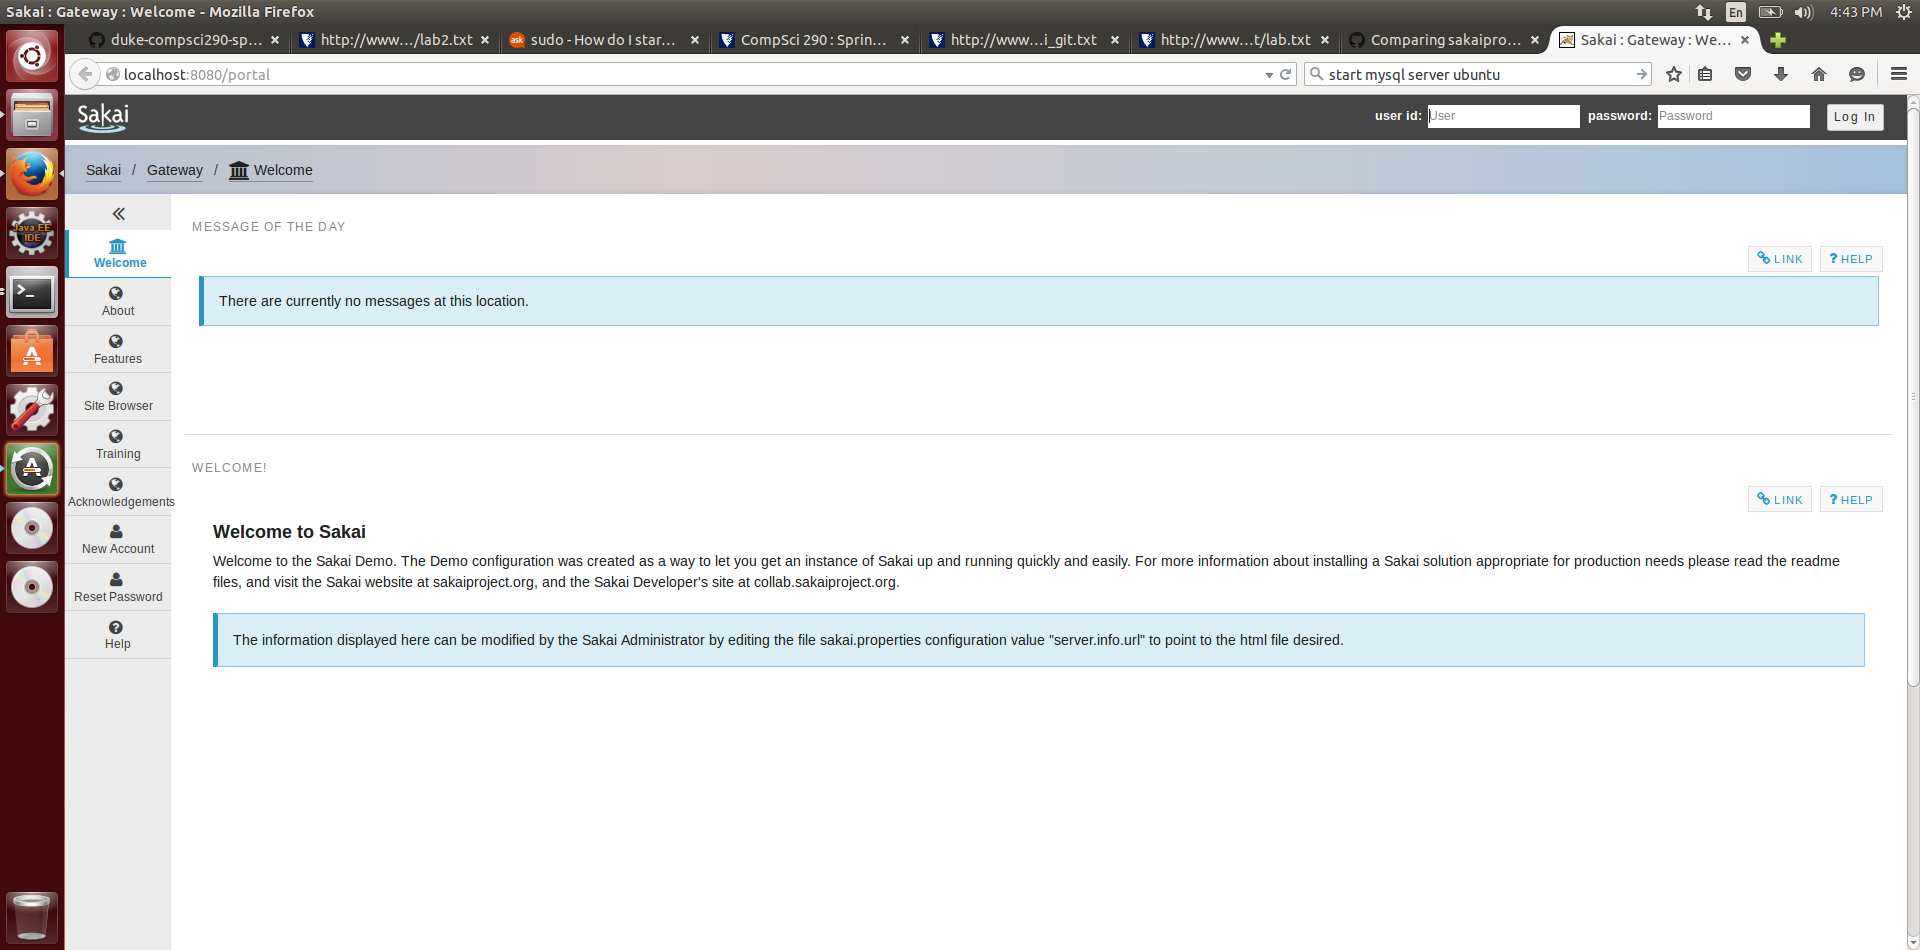 Sakai : Gateway : Welcome - Mozilla Firefox
En
4:43 PM
duke-compsci290-sp...
http://www.../lab2.txt
sudo - How do I star...
CompSci 290 : Sprin...
http://www...i_git.txt
http://www...t/lab.txt
Comparing sakaipro...
Sakai : Gateway : We...
localhost:8080/portal
start mysql server ubuntu
Sakai
user id:
User
password:
Password
Log In
Sakai / Gateway / Welcome
Welcome
About
Features
Site Browser
Training
Acknowledgements
New Account
Reset Password
Help
MESSAGE OF THE DAY
LINK
? HELP
There are currently no messages at this location.
WELCOME!
LINK
? HELP
Welcome to Sakai
Welcome to the Sakai Demo. The Demo configuration was created as a way to let you get an instance of Sakai up and running quickly and easily. For more information about installing a Sakai solution appropriate for production needs please read the readme
files, and visit the Sakai website at sakaiproject.org, and the Sakai Developer's site at collab.sakaiproject.org.
The information displayed here can be modified by the Sakai Administrator by editing the file sakai.properties configuration value "server.info.url" to point to the html file desired.
Java EE
IDE
ask